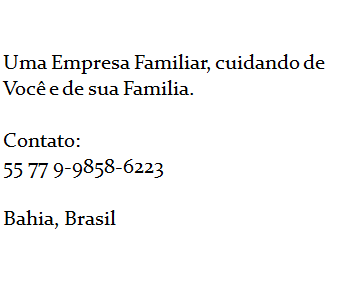 Uma Empresa Familiar, cuidando de
Você e de sua Familia.
Contato:
55 77 9-9858-6223
Bahia, Brasil